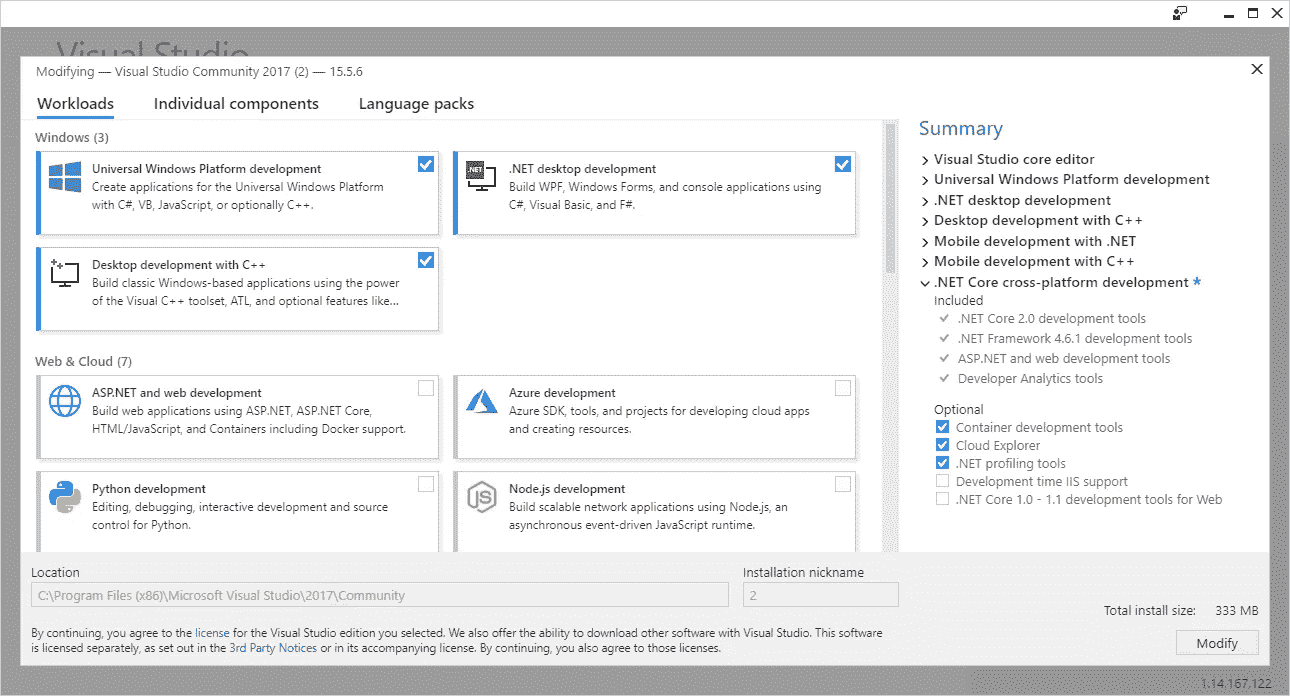 Visual Studio
Modifying — Visual Studio Community 2017 (2) — 15.5.6
Workloads
Individual components
Language packs
Windows (3)
Universal Windows Platform development
Create applications for the Universal Windows Platform
with C#, VB, JavaScript, or optionally C++.
.NET
.NET desktop development
Build WPF, Windows Forms, and console applications using
C#, Visual Basic, and F#.
Desktop development with C++
Build classic Windows-based applications using the power
of the Visual C++ toolset, ATL, and optional features like...
Web & Cloud (7)
ASP.NET and web development
Build web applications using ASP.NET, ASP.NET Core,
HTML/JavaScript, and Containers including Docker support.
Azure development
Azure SDK, tools, and projects for developing cloud apps
and creating resources.
Python development
Editing, debugging, interactive development and source
control for Python.
JS
Node.js development
Build scalable network applications using Node.js, an
asynchronous event-driven JavaScript runtime.
Summary
Visual Studio core editor
Universal Windows Platform development
.NET desktop development
Desktop development with C++
Mobile development with .NET
Mobile development with C++
.NET Core cross-platform development *
Included
.NET Core 2.0 development tools
.NET Framework 4.6.1 development tools
ASP.NET and web development tools
Developer Analytics tools
Optional
Container development tools
Cloud Explorer
.NET profiling tools
Development time IIS support
.NET Core 1.0 - 1.1 development tools for Web
Location
C:\Program Files (x86)\Microsoft Visual Studio\2017\Community
Installation nickname
2
Total install size: 333 MB
By continuing, you agree to the license for the Visual Studio edition you selected. We also offer the ability to download other software with Visual Studio. This software
is licensed separately, as set out in the 3rd Party Notices or in its accompanying license. By continuing, you also agree to those licenses.
Modify
1.14.167.122